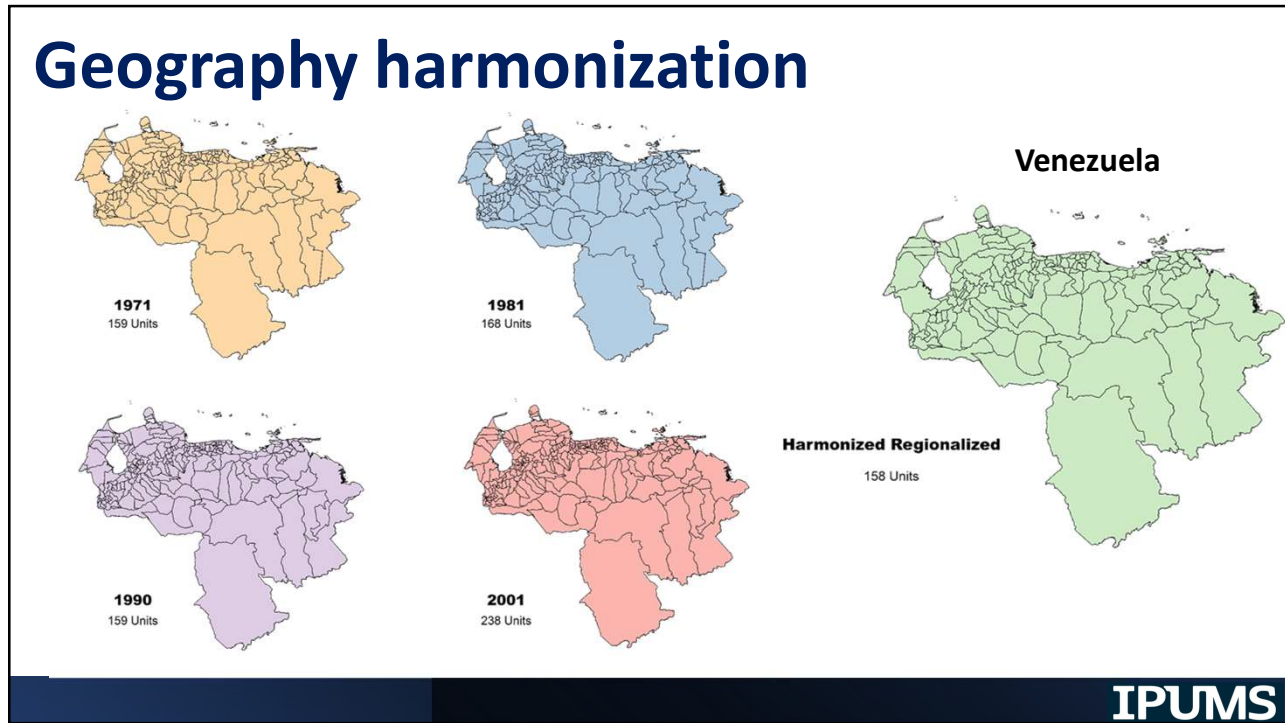 Geography harmonization
Venezuela
1971
159 Units
1981
168 Units
Harmonized Regionalized
158 Units
1990
159 Units
2001
238 Units
IPUMS